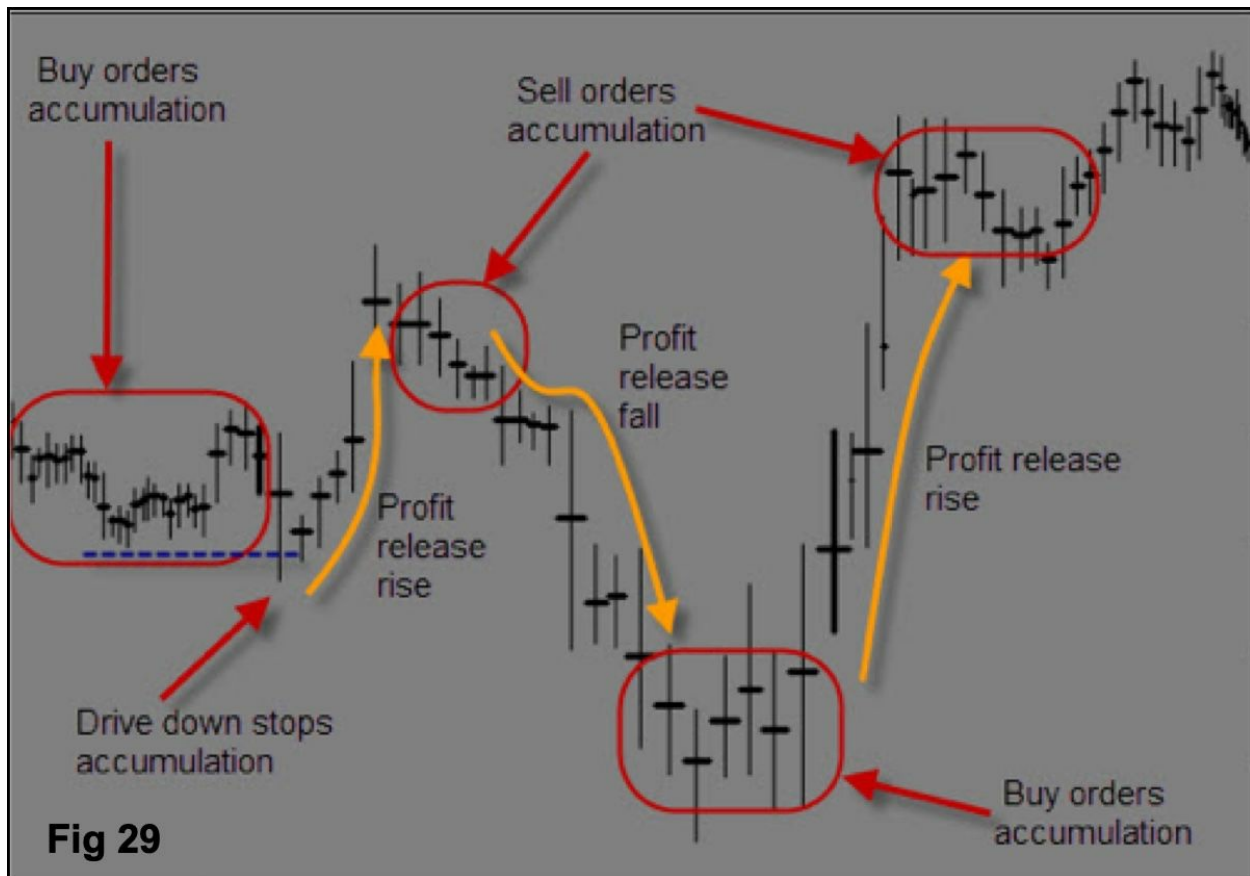 Buy orders
accumulation
Sell orders
accumulation
Profit
release
fall
Profit release
rise
Profit
release
rise
Drive down stops
accumulation
Buy orders
accumulation
Fig 29